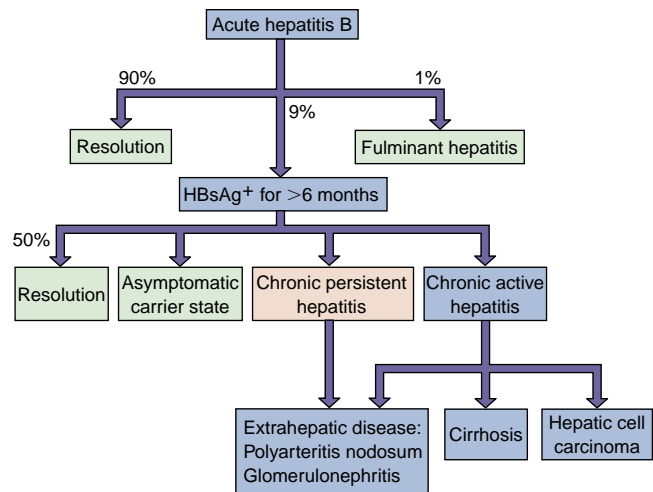 Acute hepatitis B
90%
9%
1%
Resolution
Fulminant hepatitis
HBsAg⁺ for >6 months
50%
Resolution
Asymptomatic
carrier state
Chronic persistent
hepatitis
Chronic active
hepatitis
Extrahepatic disease:
Polyarteritis nodosum
Glomerulonephritis
Cirrhosis
Hepatic cell
carcinoma